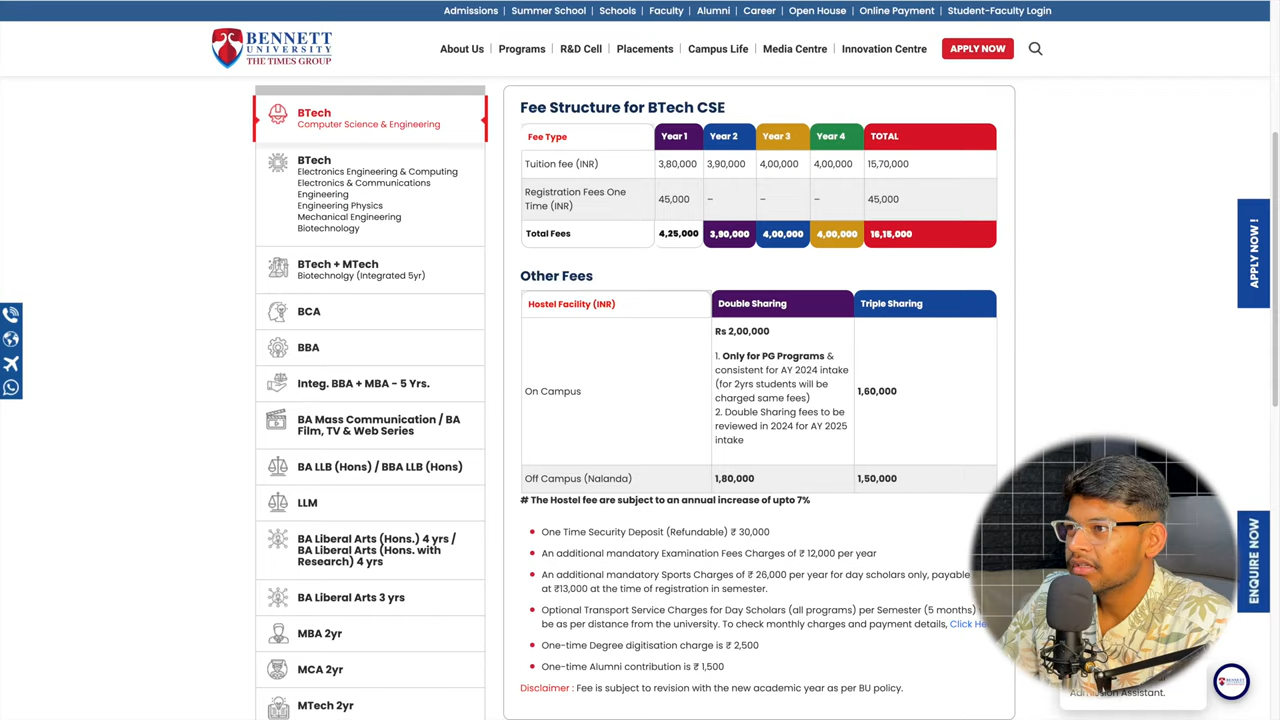 Admissions | Summer School | Schools | Faculty | Alumni | Career | Open House | Online Payment | Student-Faculty Login
BENNETT
UNIVERSITY
THE TIMES GROUP
About Us | Programs | R&D Cell | Placements | Campus Life | Media Centre | Innovation Centre
APPLY NOW
BTech
Computer Science & Engineering
BTech
Electronics Engineering & Computing
Electronics & Communications
Engineering
Engineering Physics
Mechanical Engineering
Biotechnology
BTech + MTech
Biotechnolgy (Integrated 5yr)
BCA
BBA
Integ. BBA + MBA - 5 Yrs.
BA Mass Communication / BA
Film, TV & Web Series
BA LLB (Hons) / BBA LLB (Hons)
LLM
BA Liberal Arts (Hons.) 4 yrs /
BA Liberal Arts (Hons. with
Research) 4 yrs
BA Liberal Arts 3 yrs
MBA 2yr
MCA 2yr
MTech 2yr
Fee Structure for BTech CSE
Fee Type Year 1 Year 2 Year 3 Year 4 TOTAL
Tuition fee (INR) 3,80,000 3,90,000 4,00,000 4,00,000 15,70,000
Registration Fees One
Time (INR) 45,000 – – – 45,000
Total Fees 4,25,000 3,90,000 4,00,000 4,00,000 16,15,000
Other Fees
Hostel Facility (INR) Double Sharing Triple Sharing
Rs 2,00,000
1. Only for PG Programs &
consistent for AY 2024 intake
(for 2yrs students will be
charged same fees)
2. Double Sharing fees to be
reviewed in 2024 for AY 2025
intake
On Campus 1,60,000
Off Campus (Nalanda) 1,80,000 1,50,000
# The Hostel fee are subject to an annual increase of upto 7%
One Time Security Deposit (Refundable) ₹ 30,000
An additional mandatory Examination Fees Charges of ₹ 12,000 per year
An additional mandatory Sports Charges of ₹ 26,000 per year for day scholars only, payable
at ₹13,000 at the time of registration in semester.
Optional Transport Service Charges for Day Scholars (all programs) per Semester (5 months)
be as per distance from the university. To check monthly charges and payment details, Click
One-time Degree digitisation charge is ₹ 2,500
One-time Alumni contribution is ₹ 1,500
Disclaimer : Fee is subject to revision with the new academic year as per BU policy.
APPLY NOW !
ENQUIRE NOW
Admission Assistant.